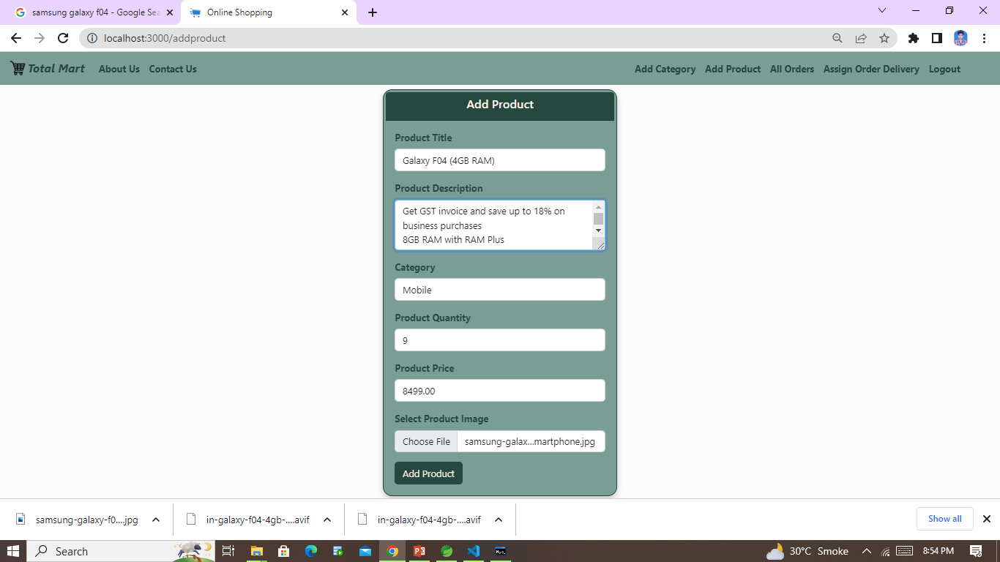 samsung galaxy f04 - Google Sea
Online Shopping
localhost:3000/addproduct
Total Mart About Us Contact Us Add Category Add Product All Orders Assign Order Delivery Logout
Add Product
Product Title
Galaxy F04 (4GB RAM)
Product Description
Get GST invoice and save up to 18% on
business purchases
8GB RAM with RAM Plus
Category
Mobile
Product Quantity
9
Product Price
8499.00
Select Product Image
Choose File samsung-galax...martphone.jpg
Add Product
samsung-galaxy-f0....jpg in-galaxy-f04-4gb-....avif in-galaxy-f04-4gb-....avif Show all
Search 30°C Smoke 8:54 PM